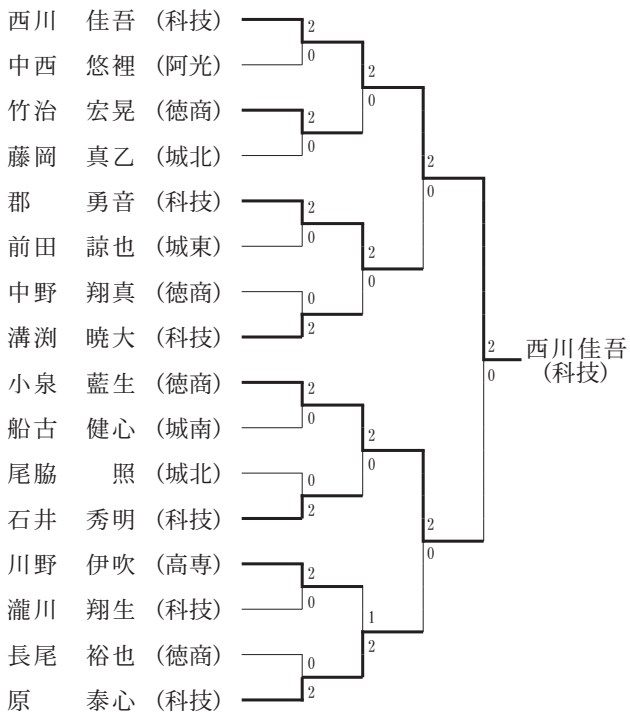 西川 佳吾 (科技)
中西 悠裡 (阿光)
竹治 宏晃 (徳商)
藤岡 真乙 (城北)
郡 勇音 (科技)
前田 諒也 (城東)
中野 翔真 (徳商)
溝渕 暁大 (科技)
小泉 藍生 (徳商)
船古 健心 (城南)
尾脇 照 (城北)
石井 秀明 (科技)
川野 伊吹 (高専)
瀧川 翔生 (科技)
長尾 裕也 (徳商)
原 泰心 (科技)
2
0
2
0
2
0
0
2
2
0
0
2
2
0
0
2
2
0
2
0
2
0
1
2
2
0
2
0
2
0
西川佳吾
(科技)